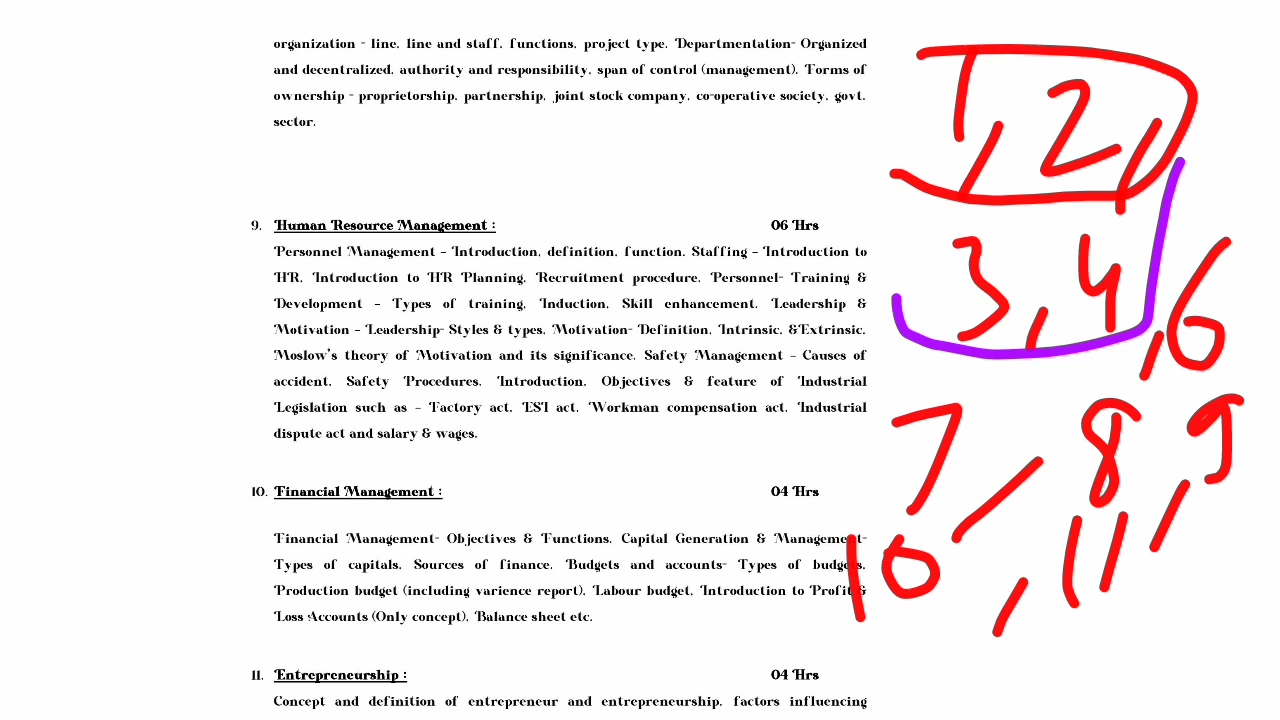 organization - line, line and staff, functions, project type. Departmentation- Organized
and decentralized, authority and responsibility, span of control (management). Torms of
ownership - proprietorship, partnership, joint stock company, co-operative society, govt.
sector.
9. Human Resource Management : 06 Hrs
Personnel Management – Introduction, definition, function. Staffing – Introduction to
HR, Introduction to HR Planning, Recruitment procedure. Personnel- Training &
Development – Types of training, Induction, Skill enhancement. Leadership &
Motivation – Leadership- Styles & types, Motivation- Definition, Intrinsic, &Extrinsic,
Moslow's theory of Motivation and its significance. Safety Management – Causes of
accident, Safety Procedures. Introduction, Objectives & feature of Industrial
Legislation such as – Factory act, ESI act, Workman compensation act, Industrial
dispute act and salary & wages.
10. Financial Management : 04 Hrs
Financial Management- Objectives & Functions, Capital Generation & Management-
Types of capitals, Sources of finance. Budgets and accounts- Types of budgets,
Production budget (including varience report), Labour budget, Introduction to Profit &
Loss Accounts (Only concept), Balance sheet etc.
11. Entrepreneurship : 04 Hrs
Concept and definition of entrepreneur and entrepreneurship, factors influencing
1, 2,
3, 4, 6
7, 8, 9
10, 11